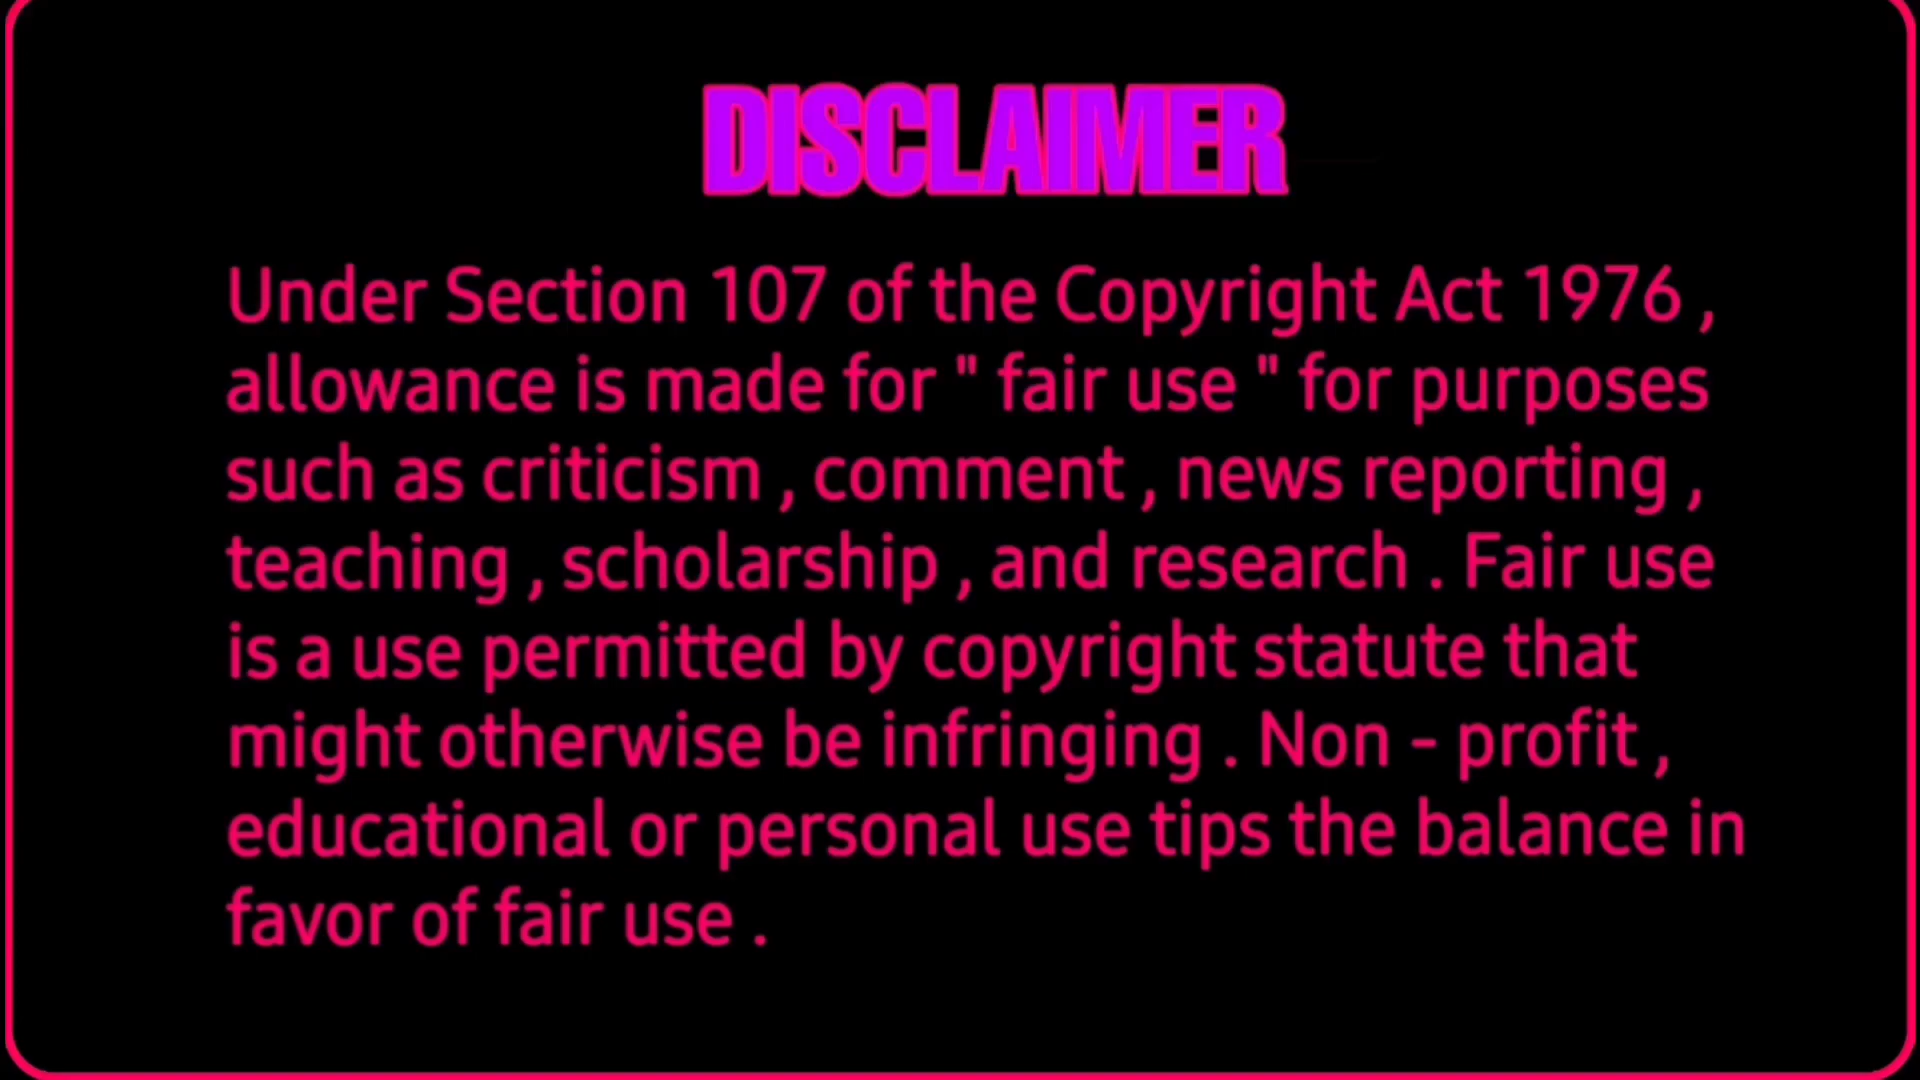 DISCLAIMER
Under Section 107 of the Copyright Act 1976 ,
allowance is made for " fair use " for purposes
such as criticism , comment , news reporting ,
teaching , scholarship , and research . Fair use
is a use permitted by copyright statute that
might otherwise be infringing . Non - profit ,
educational or personal use tips the balance in
favor of fair use .